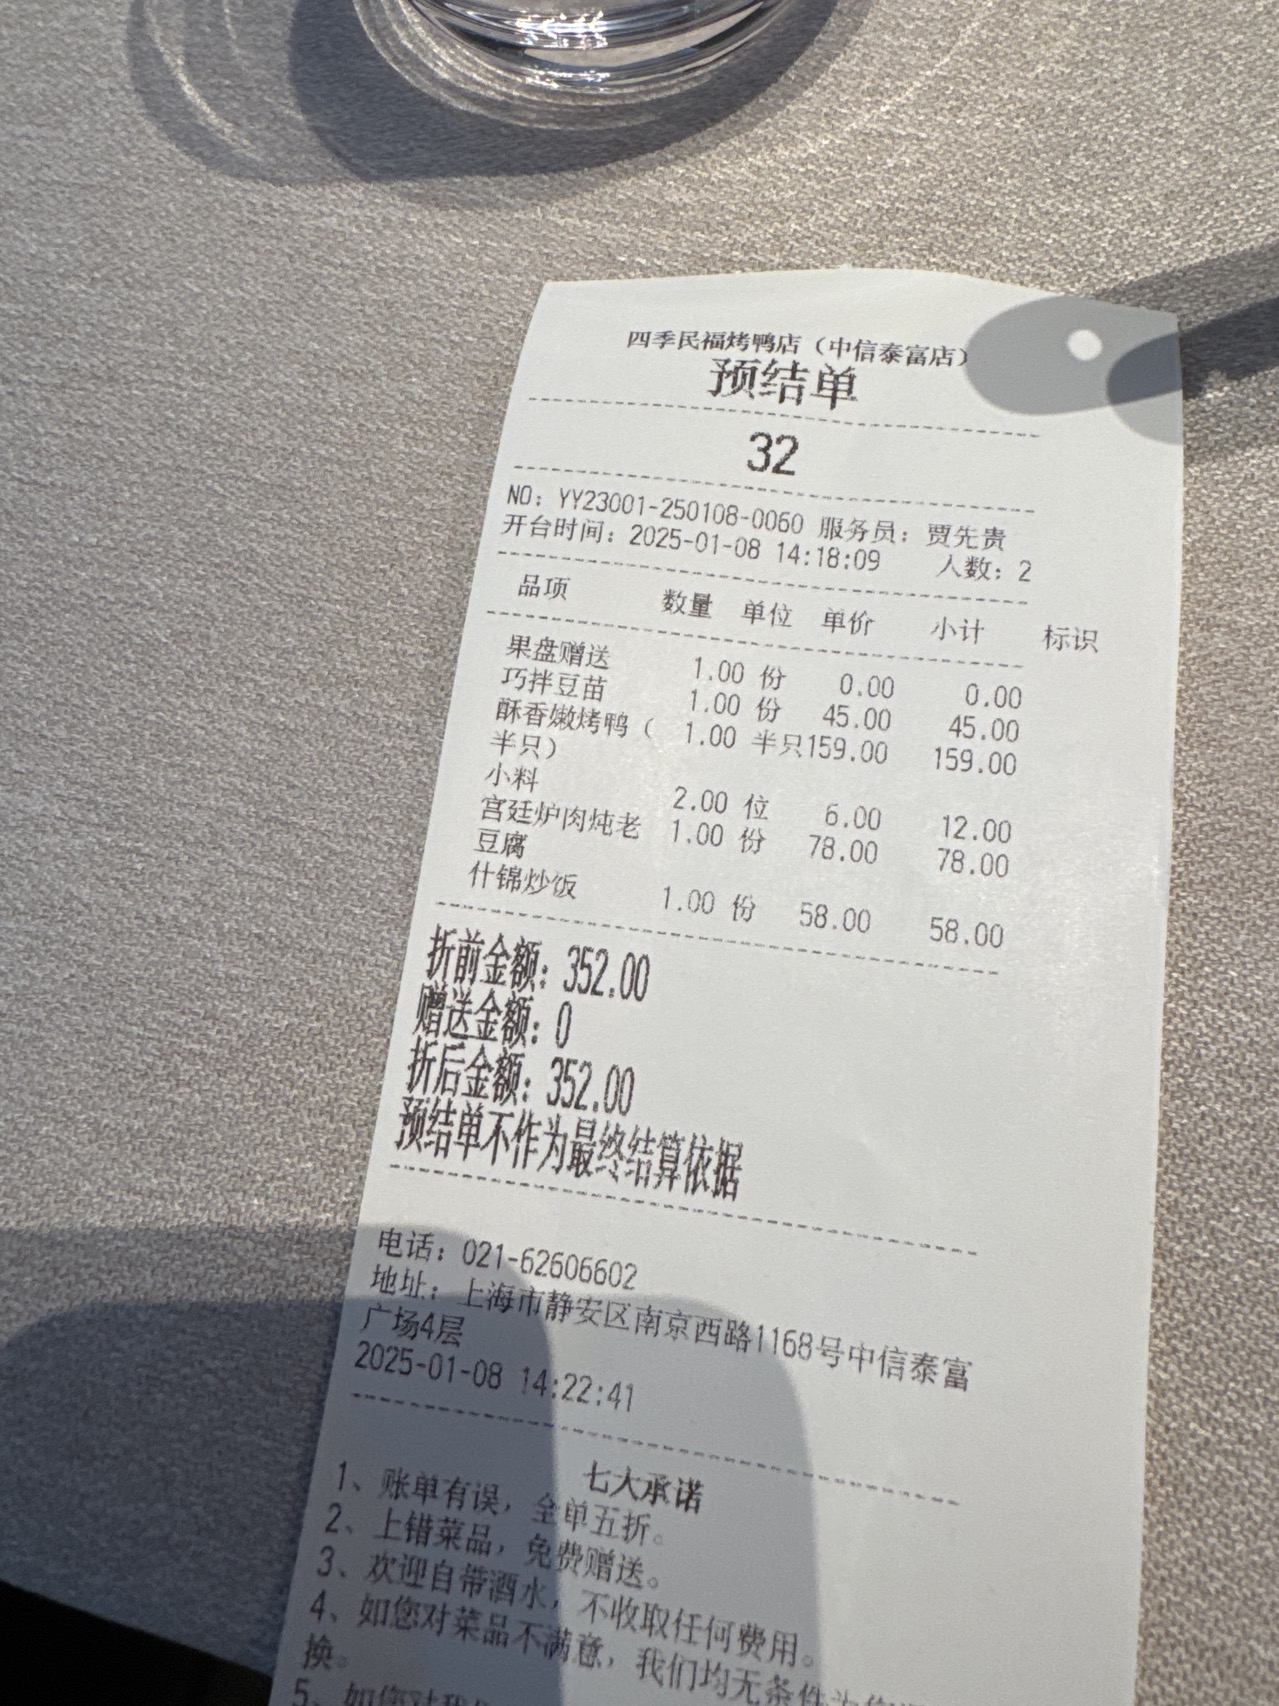 四季民福烤鸭店（中信泰富店）
预结单
32
NO: YY23001-250108-0060 服务员: 贾先贵
开台时间: 2025-01-08 14:18:09 人数: 2
品项 数量 单位 单价 小计 标识
果盘赠送 1.00 份 0.00 0.00
巧拌豆苗 1.00 份 45.00 45.00
酥香嫩烤鸭（ 1.00 半只159.00 159.00
半只）
小料 2.00 位 6.00 12.00
宫廷炉肉炖老 1.00 份 78.00 78.00
豆腐
什锦炒饭 1.00 份 58.00 58.00
折前金额: 352.00
赠送金额: 0
折后金额: 352.00
预结单不作为最终结算依据
电话: 021-62606602
地址: 上海市静安区南京西路1168号中信泰富
广场4层
2025-01-08 14:22:41
七大承诺
1、账单有误，全单五折。
2、上错菜品，免费赠送。
3、欢迎自带酒水，不收取任何费用。
4、如您对菜品不满意，我们均无条件为您
换。
5、如您对我